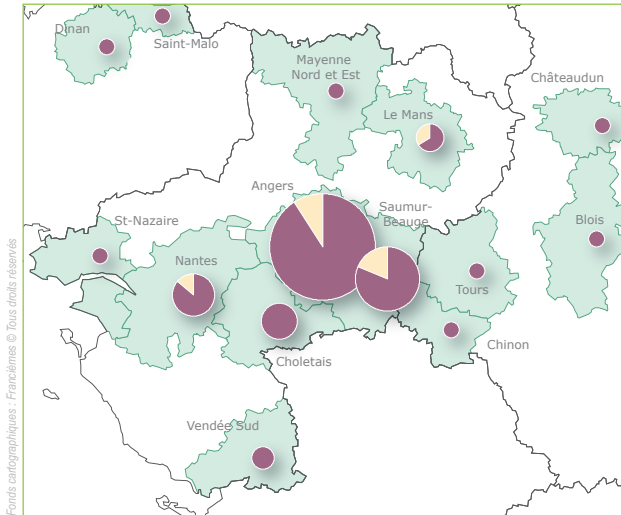 Dinan
Saint-Malo
Mayenne
Nord et Est
Châteaudun
Le Mans
Angers
Saumur-
Beauge
St-Nazaire
Nantes
Blois
Tours
Chinon
Choletais
Vendée Sud
Fonds cartographiques : Francièmes © Tous droits réservés